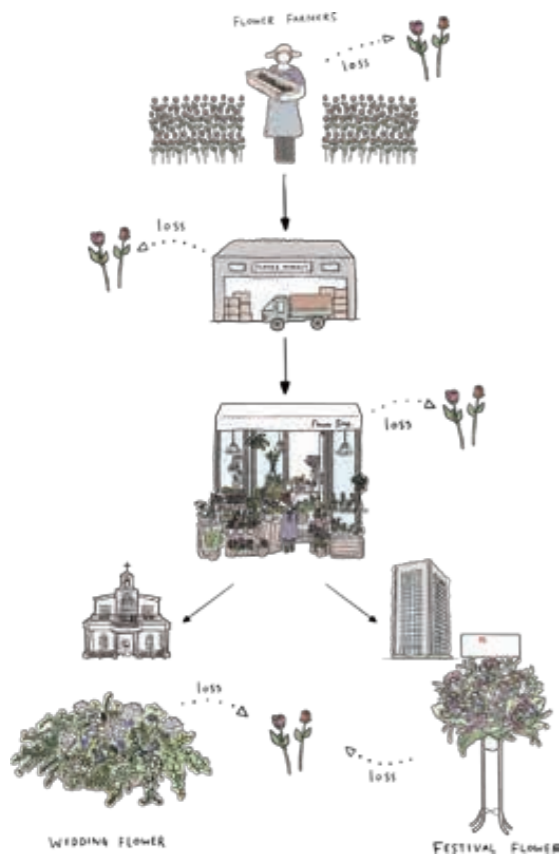 FLOWER FARMERS
loss
loss
FLOWER MARKET
Flower Shop
loss
loss
loss
WEDDING FLOWER
FESTIVAL FLOWER